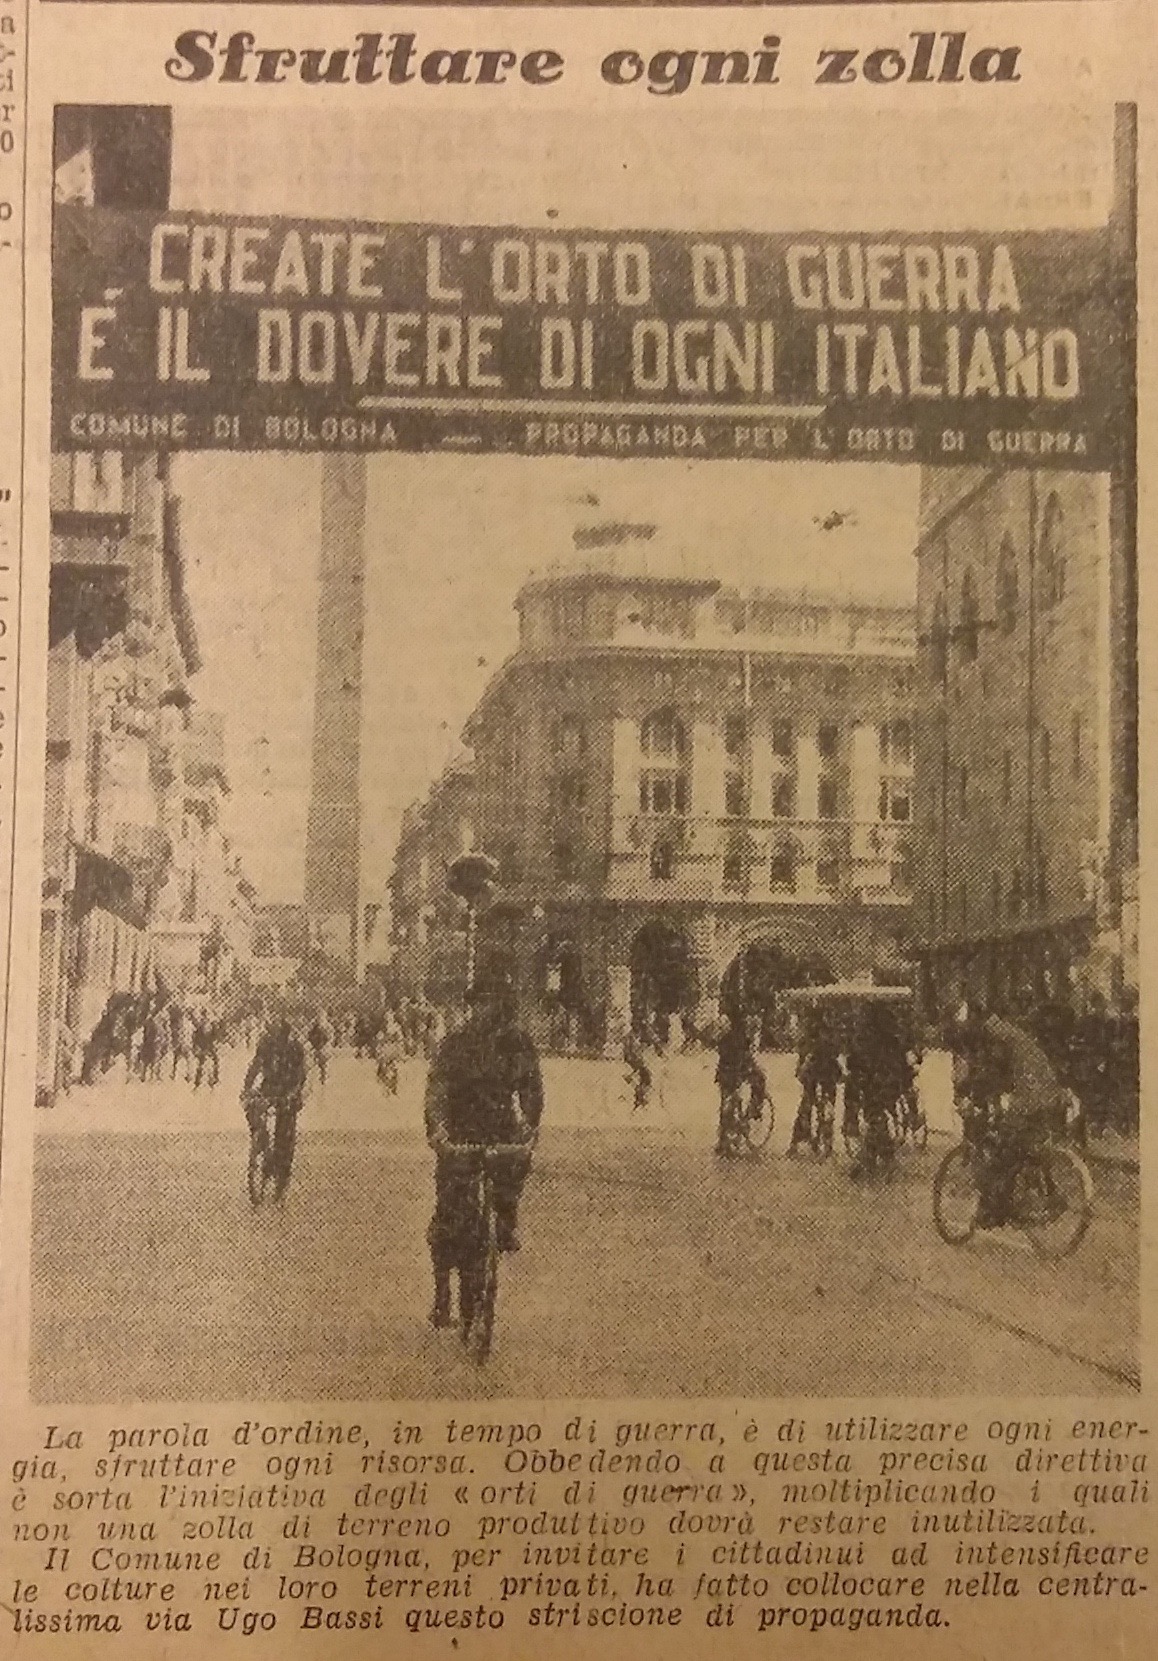 Sfruttare ogni zolla
CREATE L'ORTO DI GUERRA
É IL DOVERE DI OGNI ITALIANO
COMUNE DI BOLOGNA — PROPAGANDA PER L'ORTO DI GUERRA
La parola d'ordine, in tempo di guerra, è di utilizzare ogni ener-
gia, sfruttare ogni risorsa. Obbedendo a questa precisa direttiva
è sorta l'iniziativa degli « orti di guerra », moltiplicando i quali
non una zolla di terreno produttivo dovrà restare inutilizzata.
Il Comune di Bologna, per invitare i cittadinui ad intensificare
le colture nei loro terreni privati, ha fatto collocare nella centra-
lissima via Ugo Bassi questo striscione di propaganda.